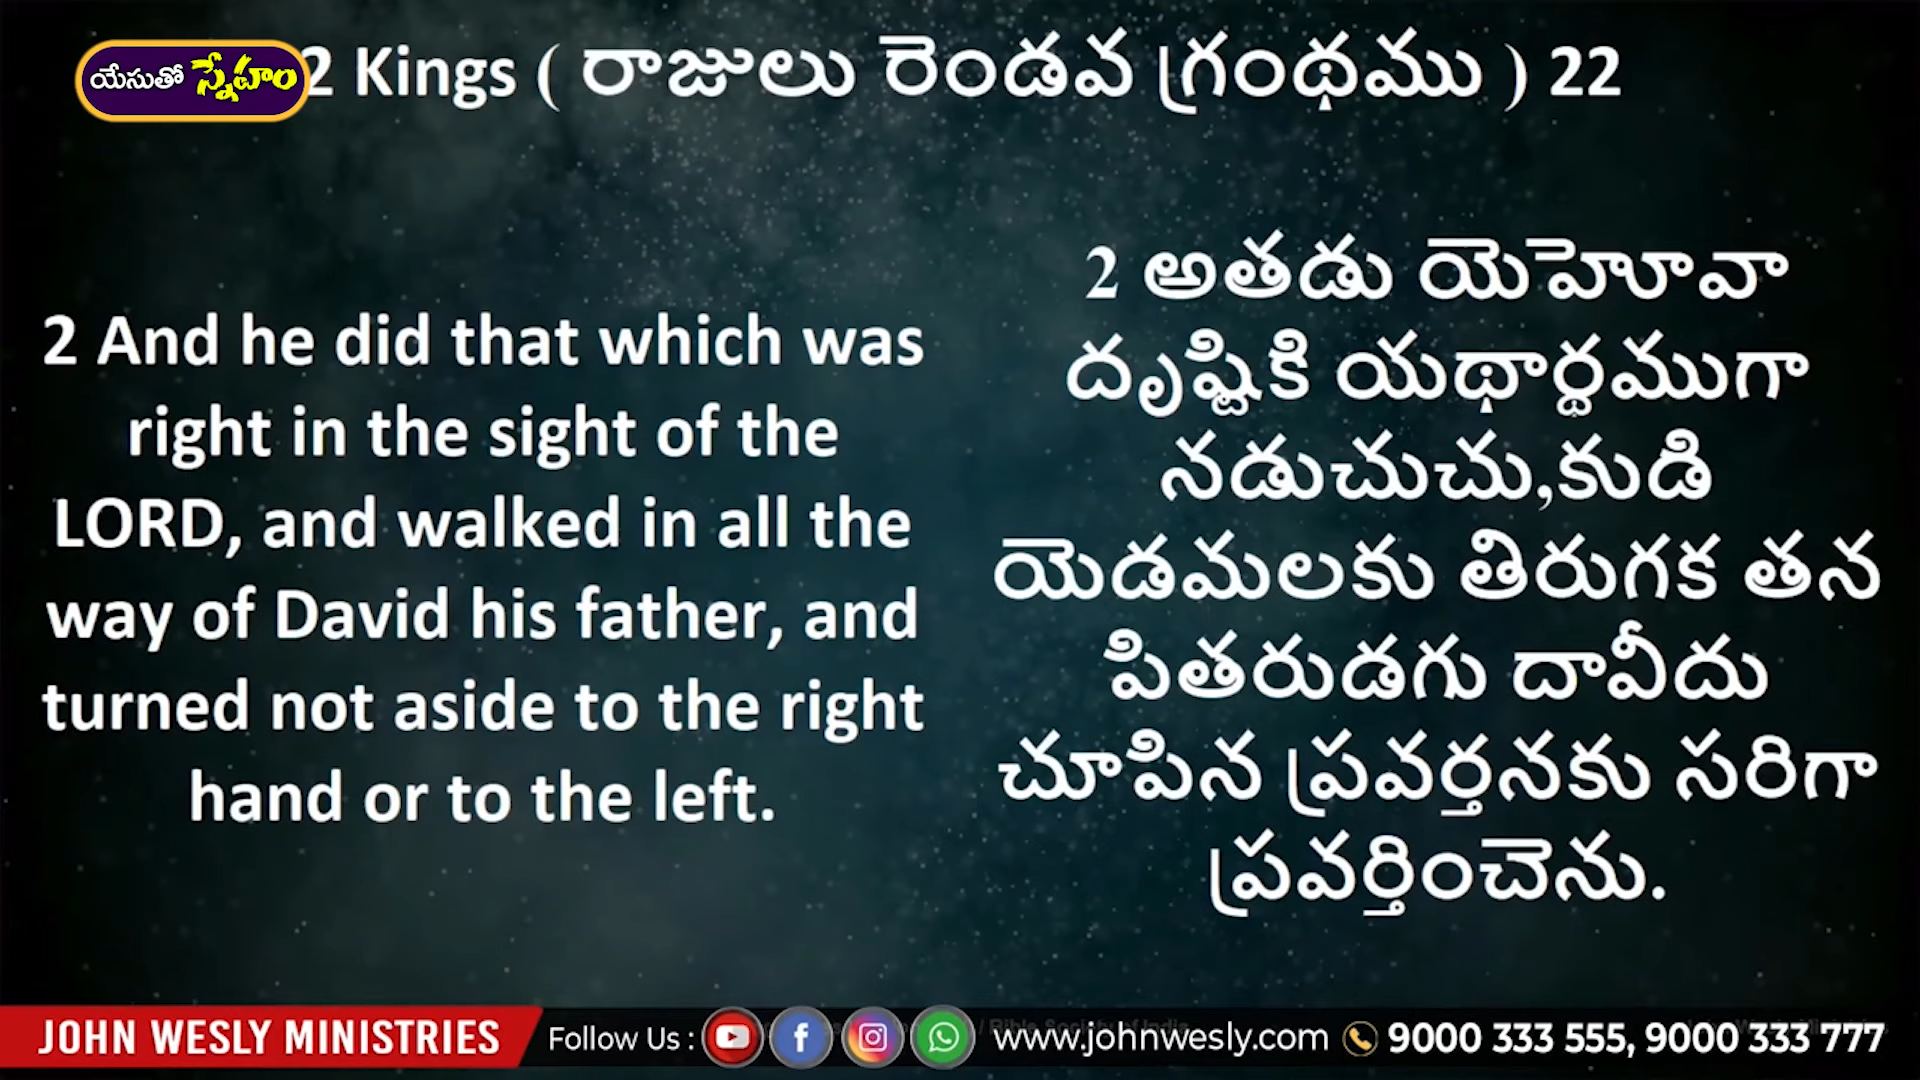 యేసుతో స్నేహం
2 Kings ( రాజులు రెండవ గ్రంథము ) 22
2 And he did that which was
right in the sight of the
LORD, and walked in all the
way of David his father, and
turned not aside to the right
hand or to the left.
2 అతడు యెహెూవా
దృష్టికి యథార్థముగా
నడుచుచు,కుడి
యెడమలకు తిరుగక తన
పితరుడగు దావీదు
చూపిన ప్రవర్తనకు సరిగా
ప్రవర్తించెను.
JOHN WESLY MINISTRIES
Follow Us :
www.johnwesly.com
9000 333 555, 9000 333 777